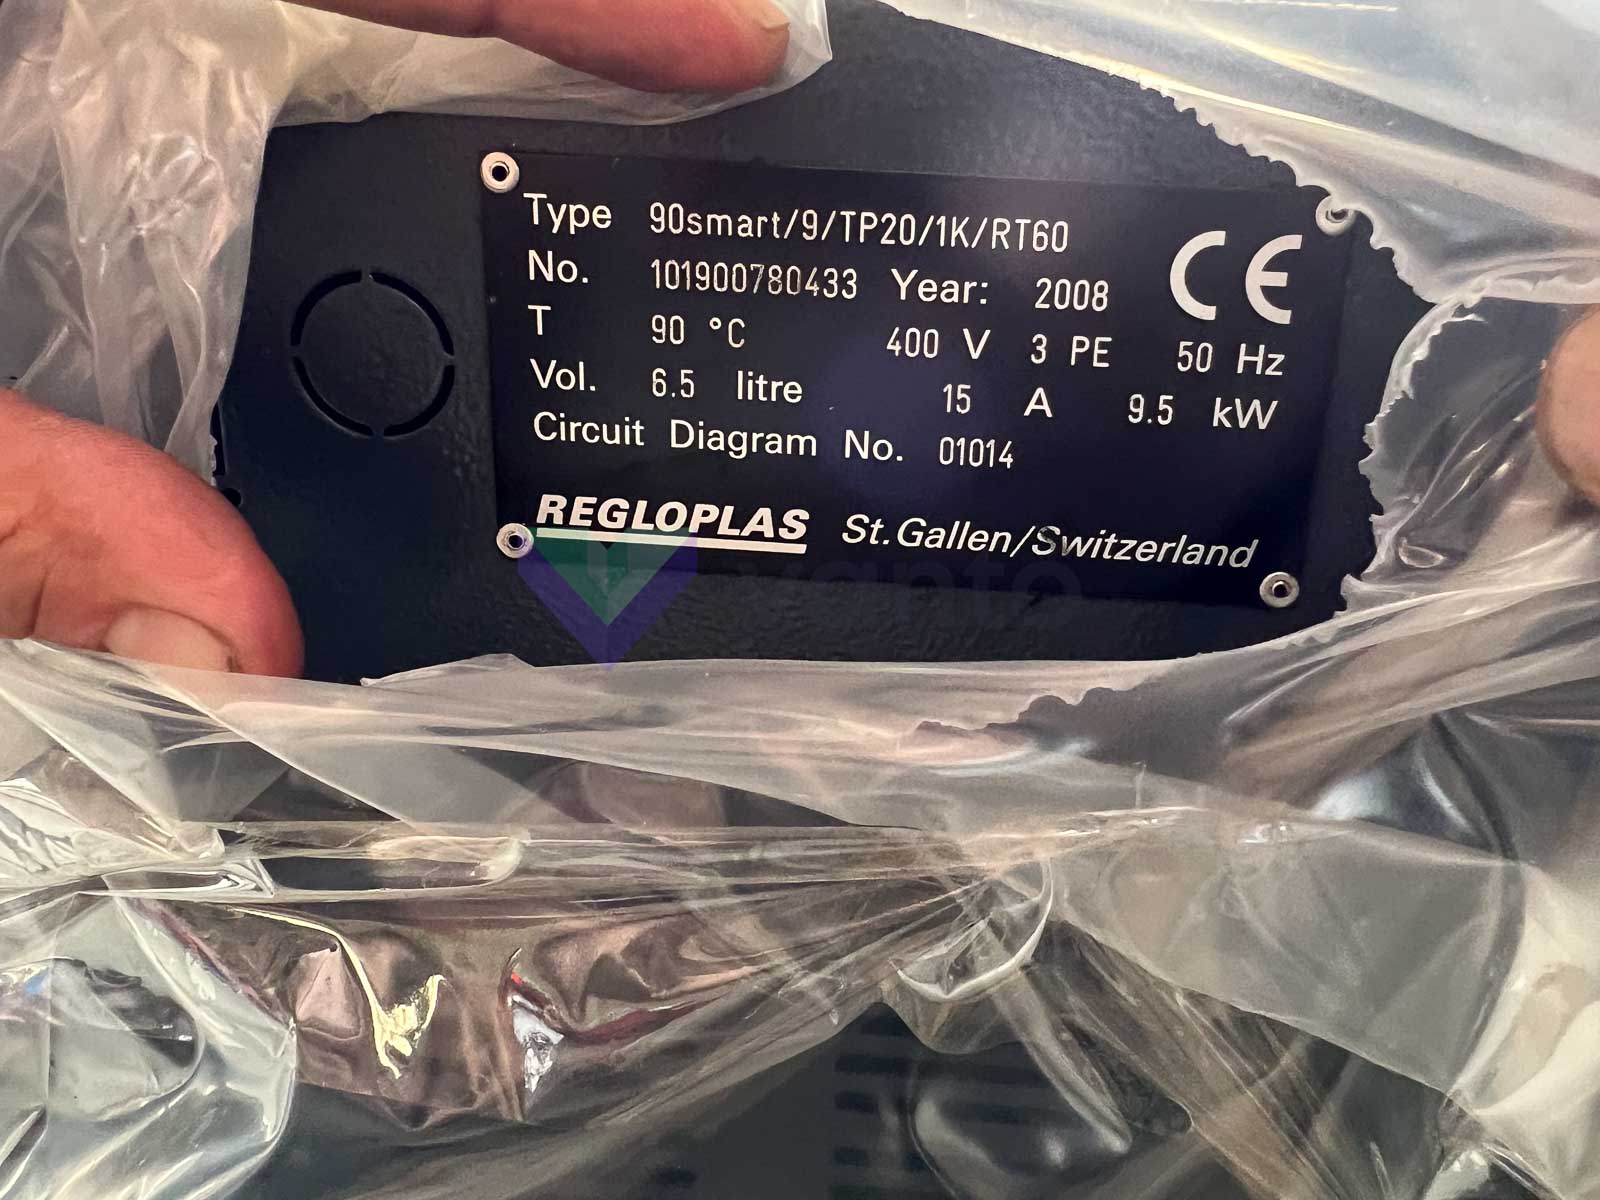 Type 90smart/9/TP20/1K/RT60
No. 101900780433 Year: 2008 CE
T 90 °C 400 V 3 PE 50 Hz
Vol. 6.5 litre 15 A 9.5 kW
Circuit Diagram No. 01014
REGLOPLAS St. Gallen/Switzerland